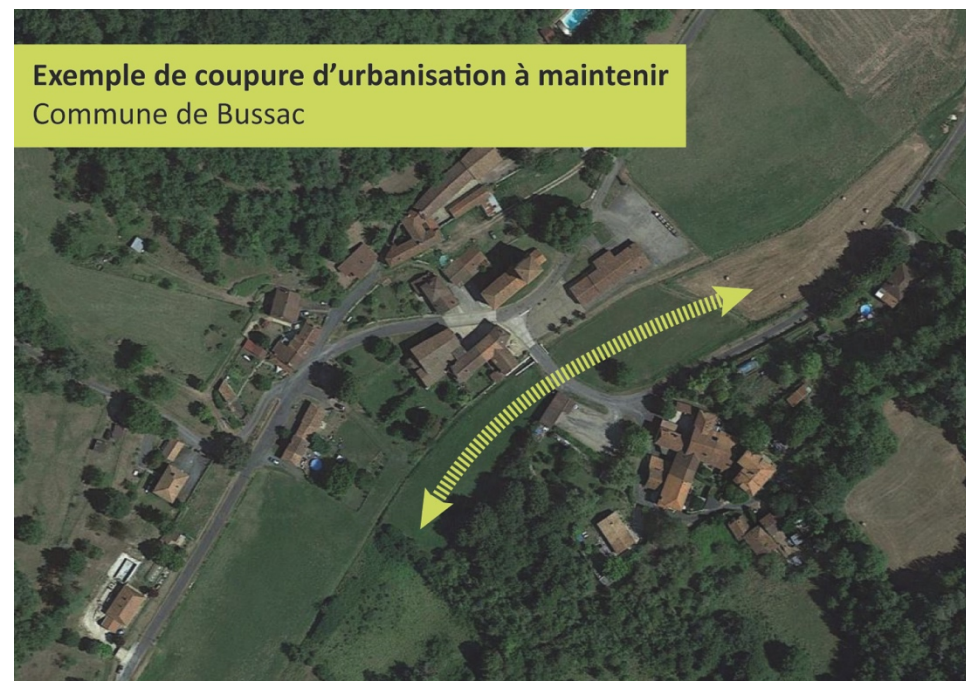 Exemple de coupure d’urbanisation à maintenir
Commune de Bussac